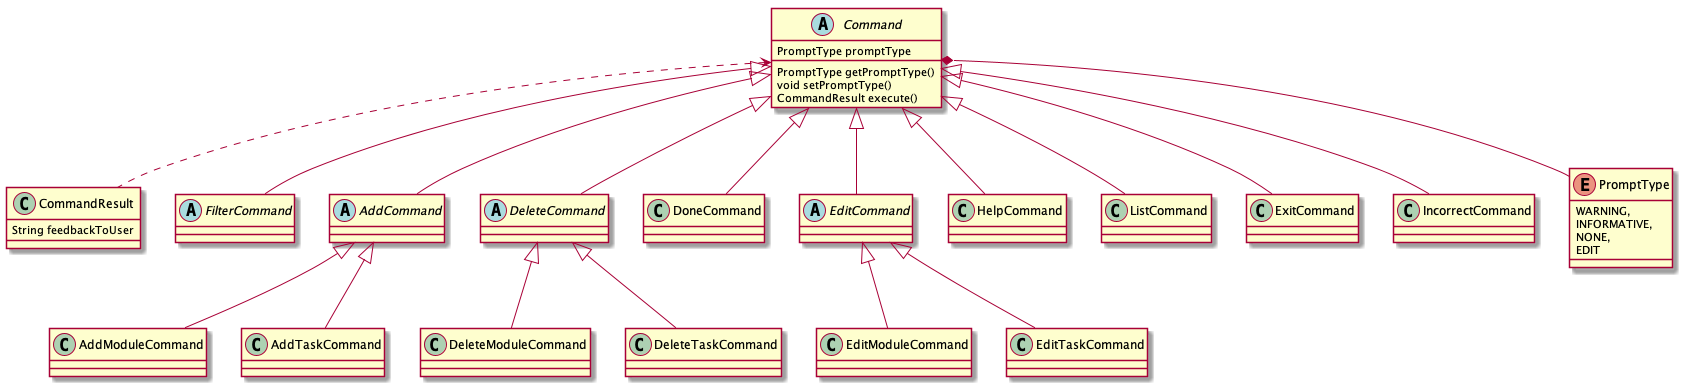 A Command
PromptType promptType
PromptType getPromptType()
void setPromptType()
CommandResult execute()
C CommandResult
String feedbackToUser
A FilterCommand
A AddCommand
A DeleteCommand
C DoneCommand
A EditCommand
C HelpCommand
C ListCommand
C ExitCommand
C IncorrectCommand
E PromptType
WARNING,
INFORMATIVE,
NONE,
EDIT
C AddModuleCommand
C AddTaskCommand
C DeleteModuleCommand
C DeleteTaskCommand
C EditModuleCommand
C EditTaskCommand